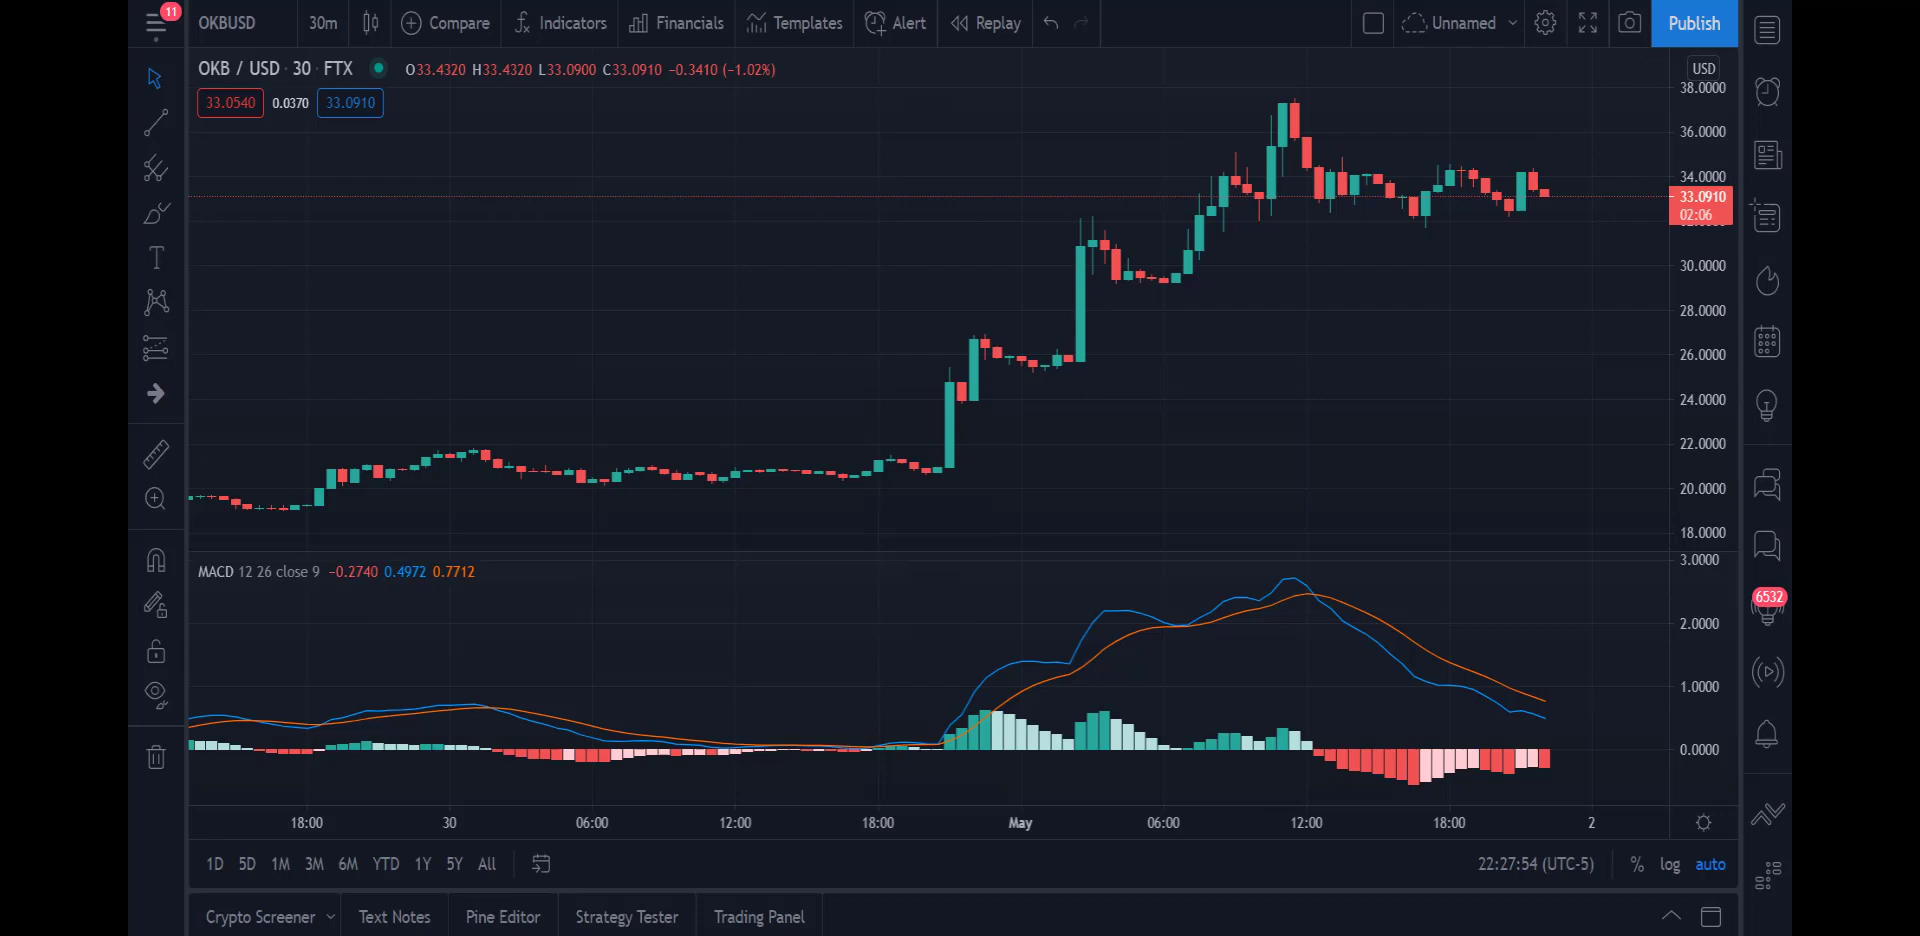 11
OKBUSD 30m Compare Indicators Financials Templates Alert Replay Unnamed Publish
OKB / USD · 30 · FTX O33.4320 H33.4320 L33.0900 C33.0910 −0.3410 (−1.02%)
33.0540 0.0370 33.0910
USD
38.0000
36.0000
34.0000
33.0910
02:06
30.0000
28.0000
26.0000
24.0000
22.0000
20.0000
18.0000
MACD 12 26 close 9 −0.2740 0.4972 0.7712
3.0000
2.0000
1.0000
0.0000
6532
18:00 30 06:00 12:00 18:00 May 06:00 12:00 18:00 2
1D 5D 1M 3M 6M YTD 1Y 5Y All 22:27:54 (UTC-5) % log auto
Crypto Screener Text Notes Pine Editor Strategy Tester Trading Panel